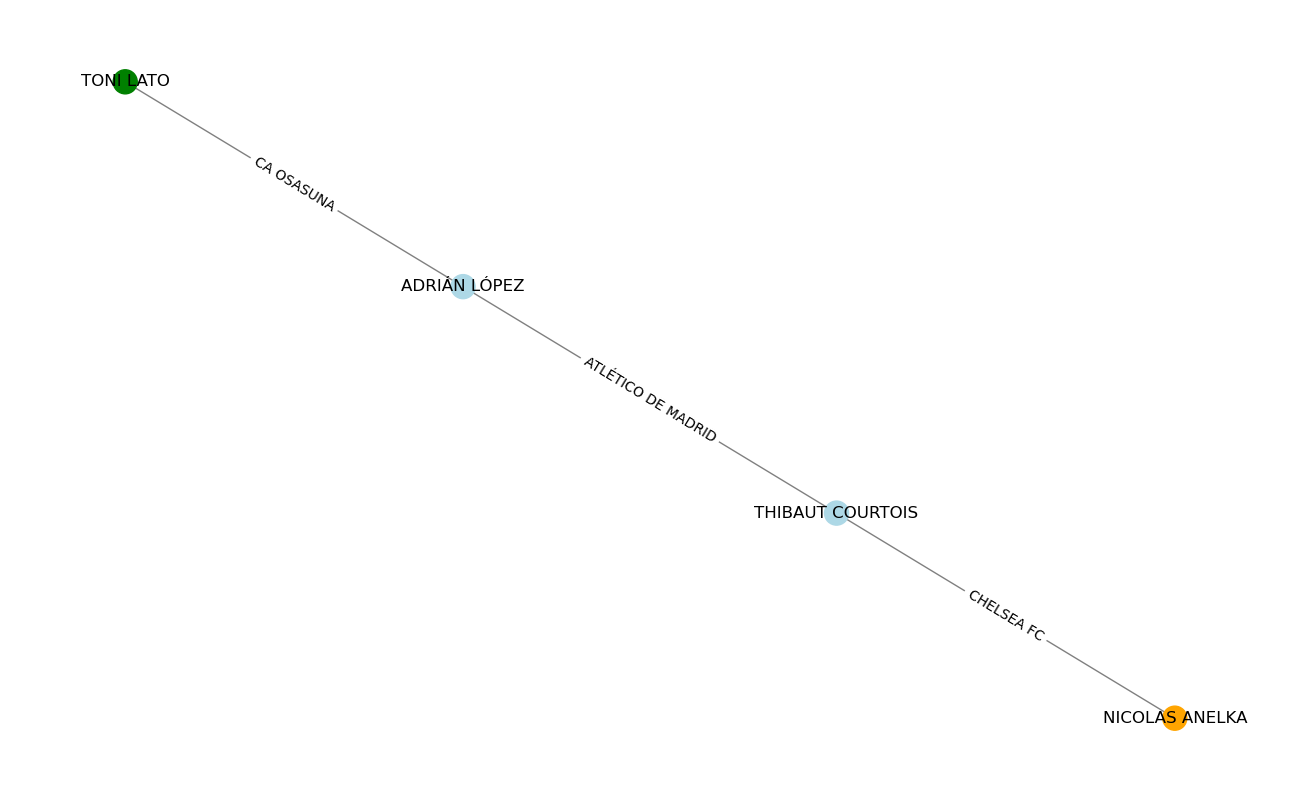 TONI LATO
CA OSASUNA
ADRIÁN LÓPEZ
ATLÉTICO DE MADRID
THIBAUT COURTOIS
CHELSEA FC
NICOLAS ANELKA